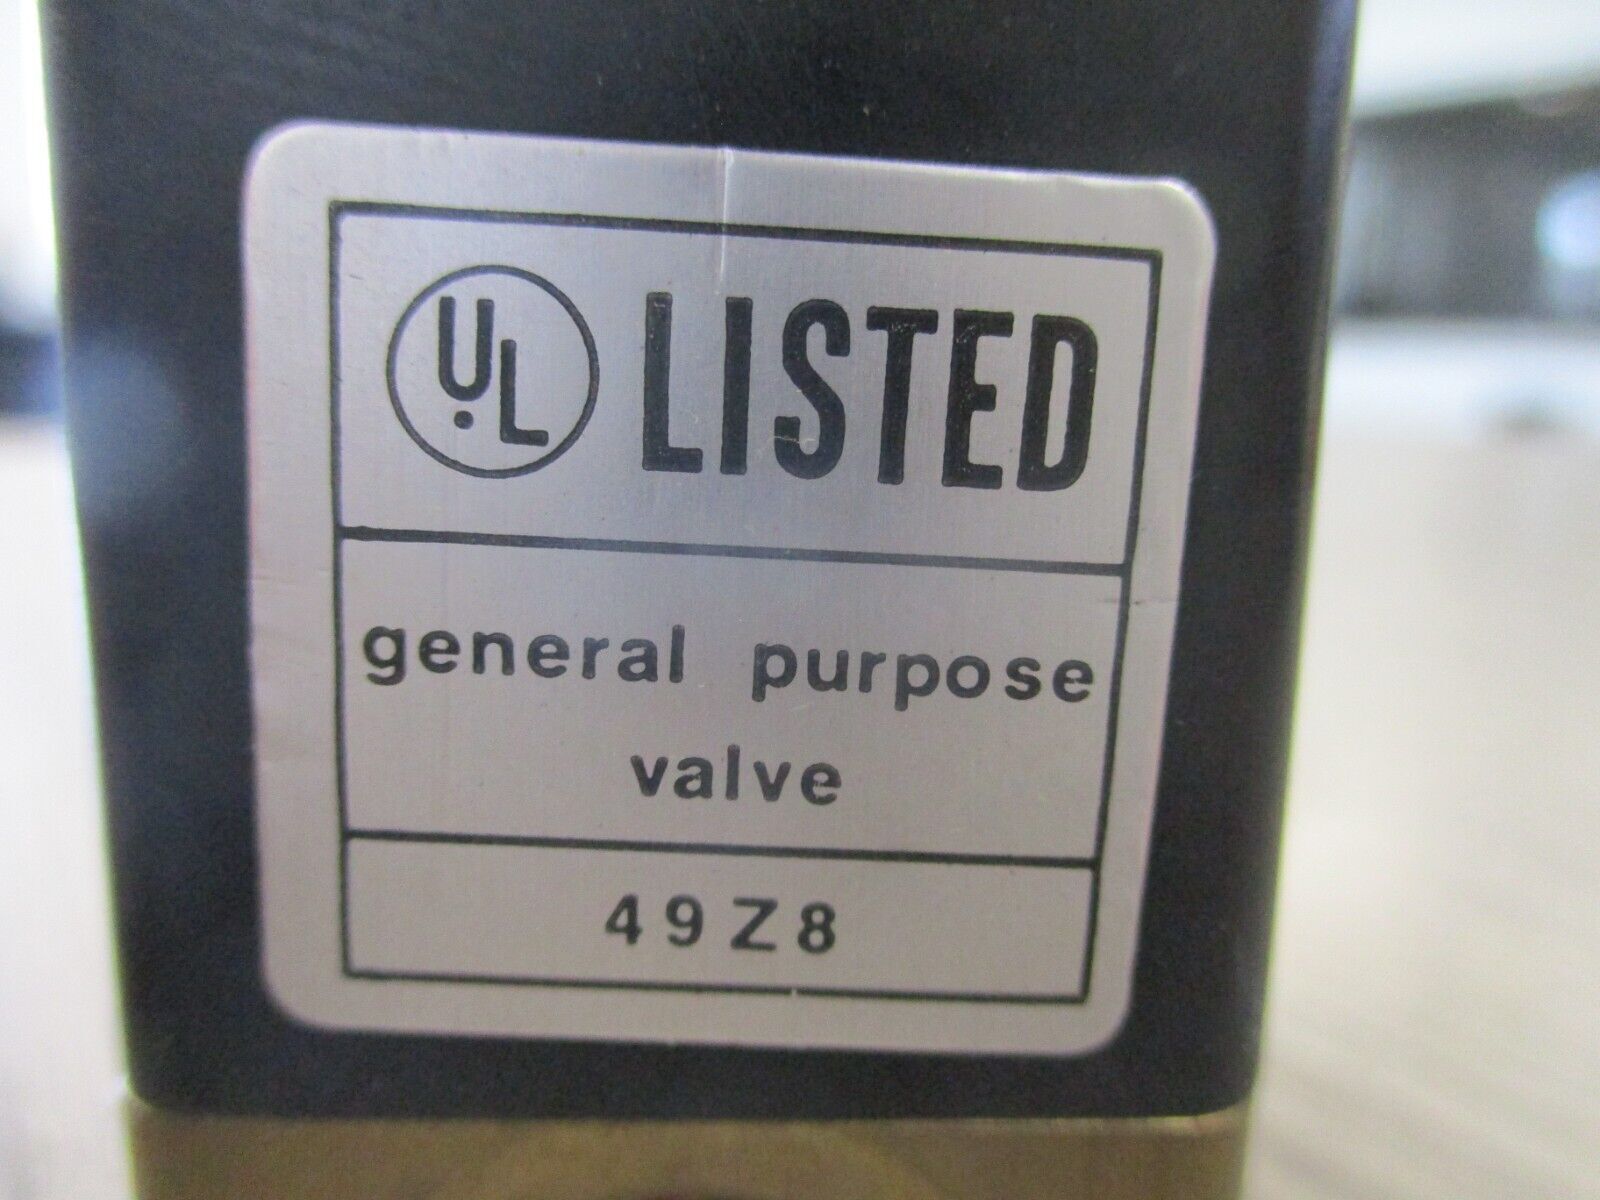 UL LISTED
general purpose
valve
49Z8